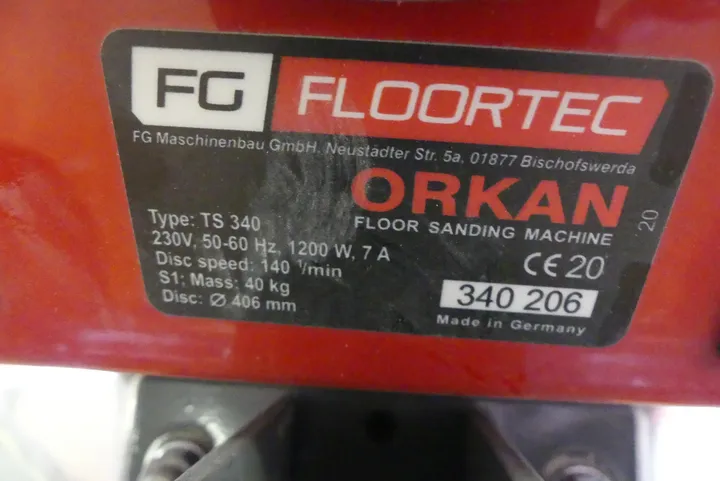 FG FLOORTEC
FG Maschinenbau GmbH, Neustädter Str. 5a, 01877 Bischofswerda
ORKAN
FLOOR SANDING MACHINE
Type: TS 340
230V, 50-60 Hz, 1200 W, 7 A
Disc speed: 140 ¹/min
S1; Mass: 40 kg
Disc: Ø 406 mm
CE 20
340 206
Made in Germany
20